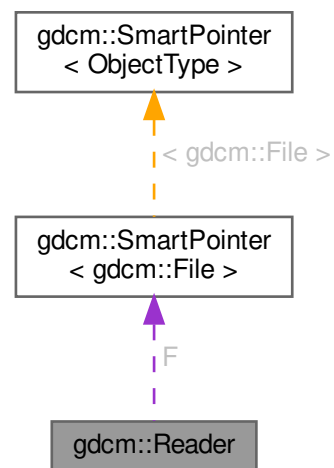 gdcm::SmartPointer
< ObjectType >
< gdcm::File >
gdcm::SmartPointer
< gdcm::File >
F
gdcm::Reader